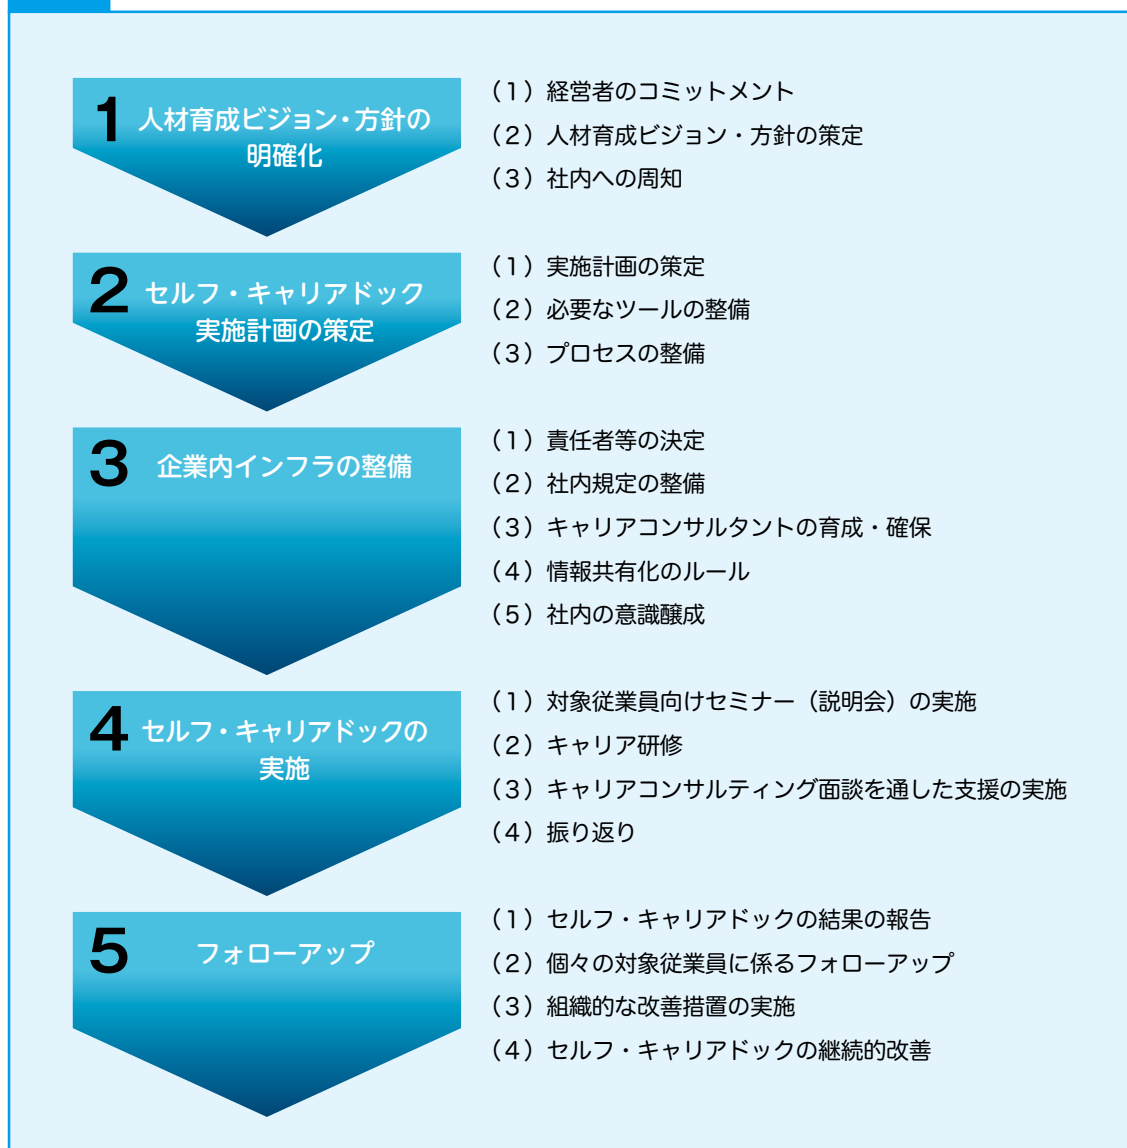 1 人材育成ビジョン・方針の
明確化
（1）経営者のコミットメント
（2）人材育成ビジョン・方針の策定
（3）社内への周知
2 セルフ・キャリアドック
実施計画の策定
（1）実施計画の策定
（2）必要なツールの整備
（3）プロセスの整備
3 企業内インフラの整備
（1）責任者等の決定
（2）社内規定の整備
（3）キャリアコンサルタントの育成・確保
（4）情報共有化のルール
（5）社内の意識醸成
4 セルフ・キャリアドックの
実施
（1）対象従業員向けセミナー（説明会）の実施
（2）キャリア研修
（3）キャリアコンサルティング面談を通した支援の実施
（4）振り返り
5 フォローアップ
（1）セルフ・キャリアドックの結果の報告
（2）個々の対象従業員に係るフォローアップ
（3）組織的な改善措置の実施
（4）セルフ・キャリアドックの継続的改善